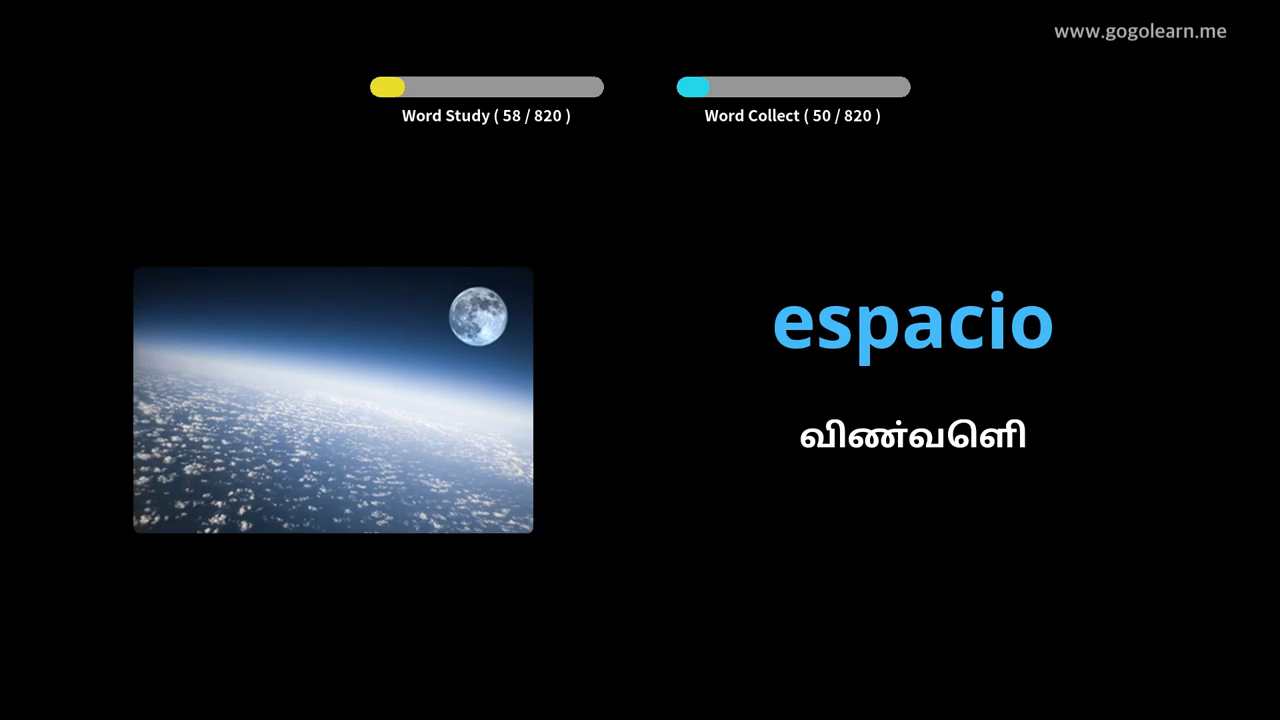 www.gogolearn.me
Word Study ( 58 / 820 )
Word Collect ( 50 / 820 )
espacio
விண்வெளி